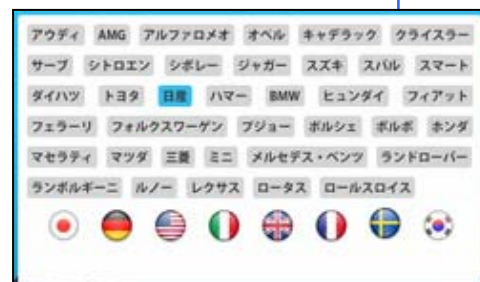 アウディ AMG アルファロメオ オペル キャデラック クライスラー
サーブ シトロエン シボレー ジャガー スズキ スバル スマート
ダイハツ トヨタ 日産 ハマー BMW ヒュンダイ フィアット
フェラーリ フォルクスワーゲン プジョー ポルシェ ボルボ ホンダ
マセラティ マツダ 三菱 ミニ メルセデス・ベンツ ランドローバー
ランボルギーニ ルノー レクサス ロータス ロールスロイス